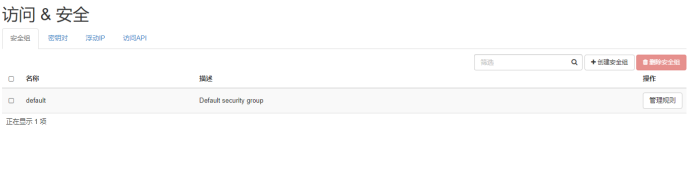 访问 & 安全
安全组 密钥对 浮动IP 访问API
筛选 创建安全组 删除安全组
名称 描述 操作
default Default security group 管理规则
正在显示 1 项